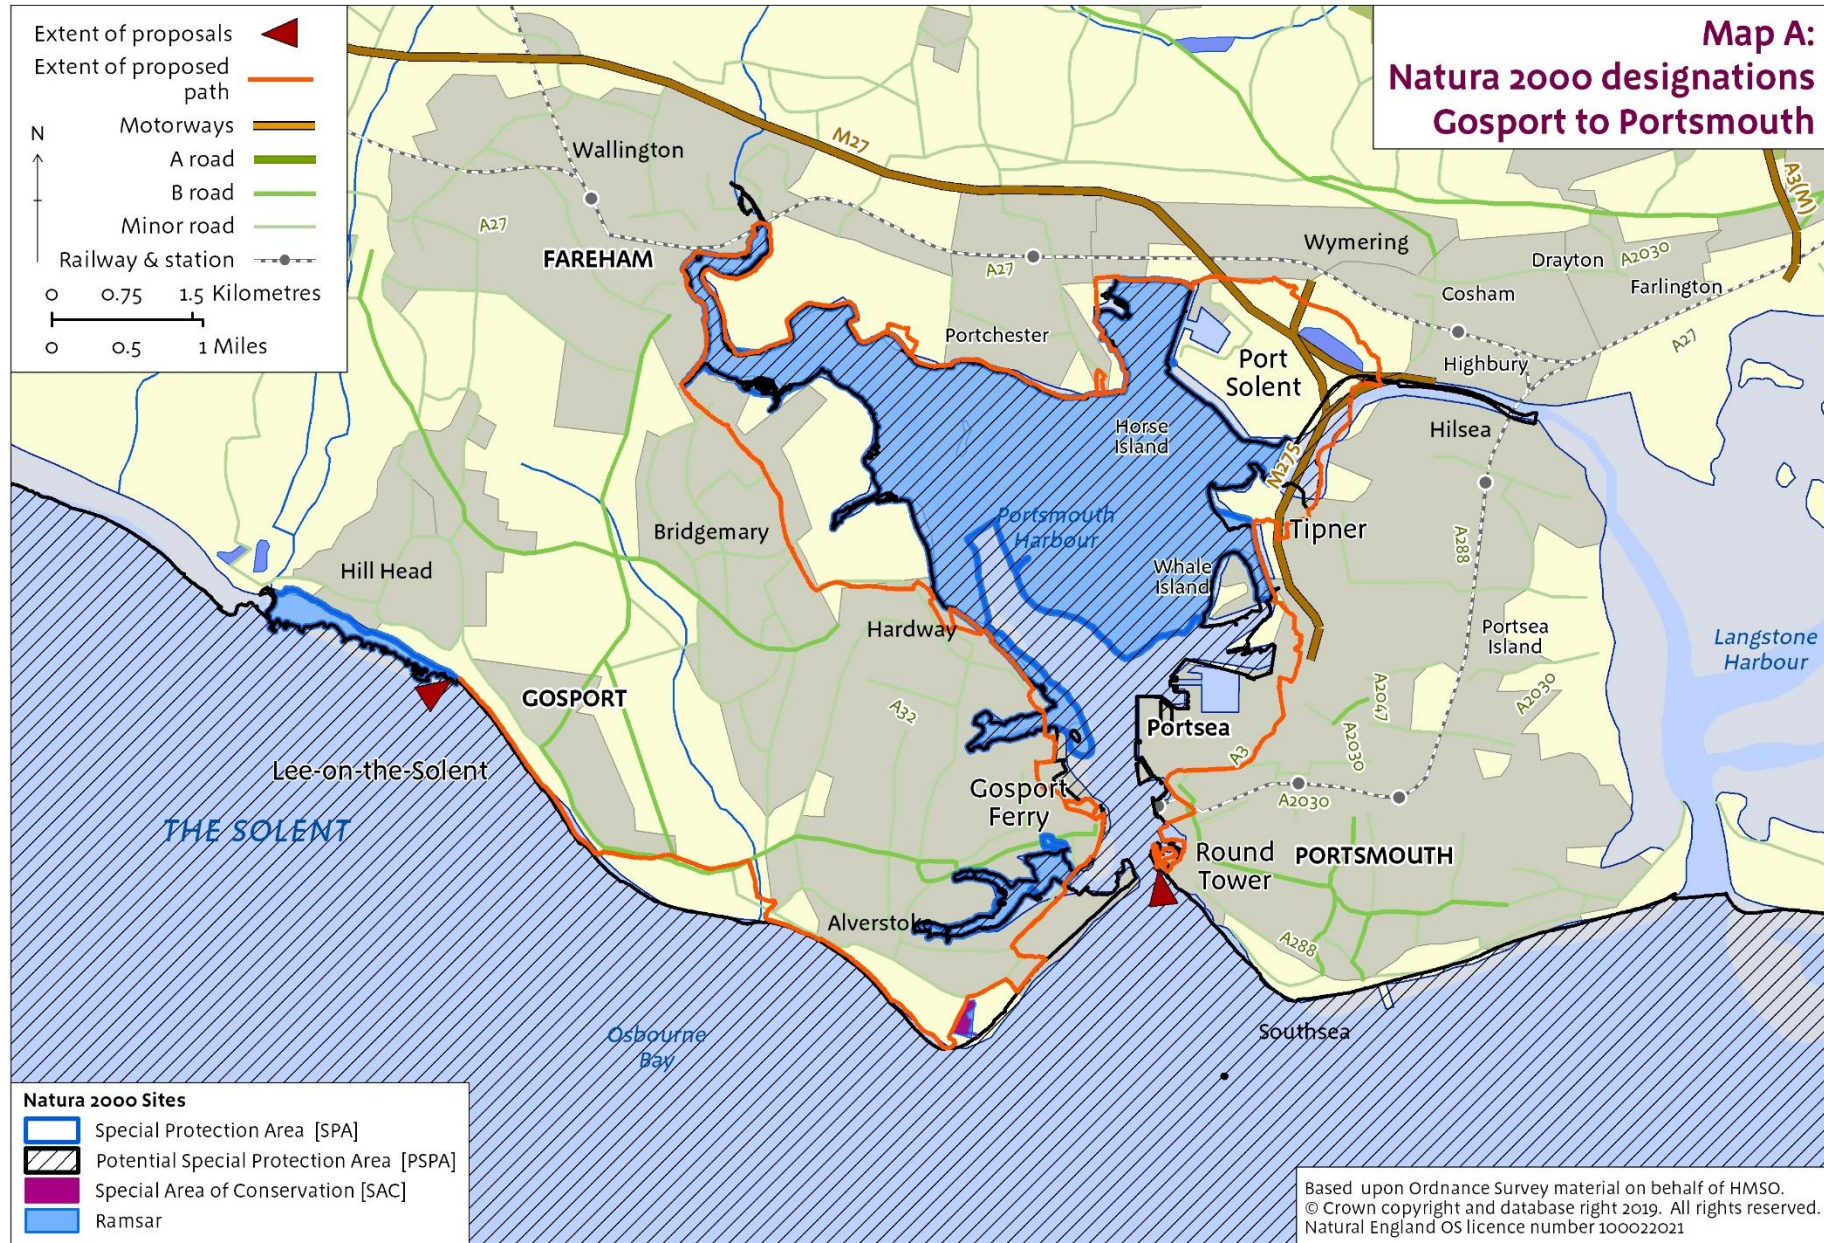 Map A:
Natura 2000 designations
Gosport to Portsmouth
Extent of proposals
Extent of proposed
path
Motorways
A road
B road
Minor road
Railway & station
N
0 0.75 1.5 Kilometres
0 0.5 1 Miles
M27
A3(M)
Wallington
A27
FAREHAM
A27
Portchester
Wymering
Drayton
A2030
Farlington
Cosham
A27
Highbury
Port
Solent
Horse
Island
Hilsea
M275
Portsmouth
Harbour
Tipner
A288
Bridgemary
Hill Head
Whale
Island
Hardway
Portsea
Island
Langstone
Harbour
GOSPORT
A32
Portsea
A2047
A2030
A2030
A3
Lee-on-the-Solent
Gosport
Ferry
A2030
THE SOLENT
Round
Tower
PORTSMOUTH
Alverstoke
A288
Osbourne
Bay
Southsea
Natura 2000 Sites
Special Protection Area [SPA]
Potential Special Protection Area [PSPA]
Special Area of Conservation [SAC]
Ramsar
Based upon Ordnance Survey material on behalf of HMSO.
© Crown copyright and database right 2019. All rights reserved.
Natural England OS licence number 100022021